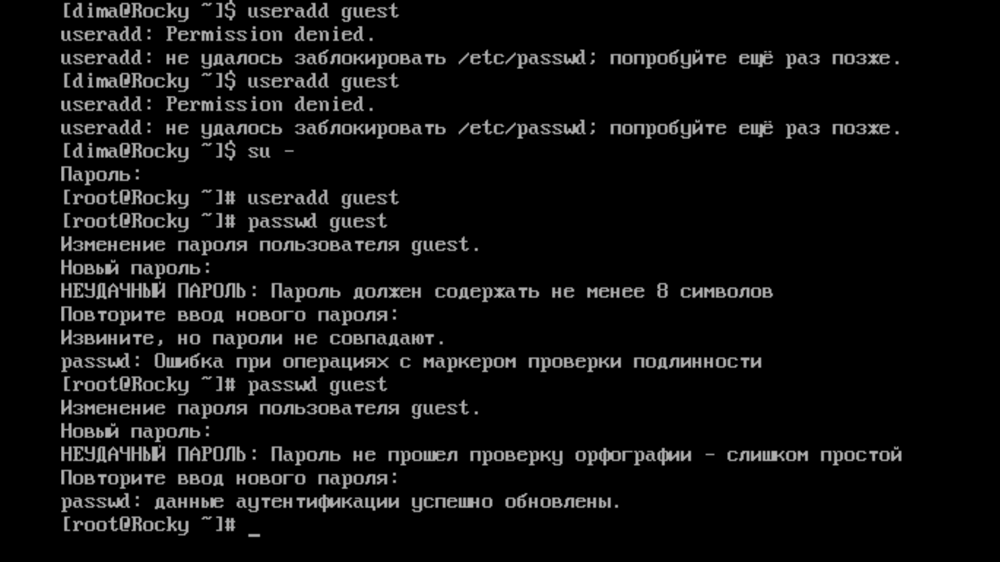 [dima@Rocky ~]$ useradd guest
useradd: Permission denied.
useradd: не удалось заблокировать /etc/passwd; попробуйте ещё раз позже.
[dima@Rocky ~]$ useradd guest
useradd: Permission denied.
useradd: не удалось заблокировать /etc/passwd; попробуйте ещё раз позже.
[dima@Rocky ~]$ su -
Пароль:
[root@Rocky ~]# useradd guest
[root@Rocky ~]# passwd guest
Изменение пароля пользователя guest.
Новый пароль:
НЕУДАЧНЫЙ ПАРОЛЬ: Пароль должен содержать не менее 8 символов
Повторите ввод нового пароля:
Извините, но пароли не совпадают.
passwd: Ошибка при операциях с маркером проверки подлинности
[root@Rocky ~]# passwd guest
Изменение пароля пользователя guest.
Новый пароль:
НЕУДАЧНЫЙ ПАРОЛЬ: Пароль не прошел проверку орфографии - слишком простой
Повторите ввод нового пароля:
passwd: данные аутентификации успешно обновлены.
[root@Rocky ~]# _